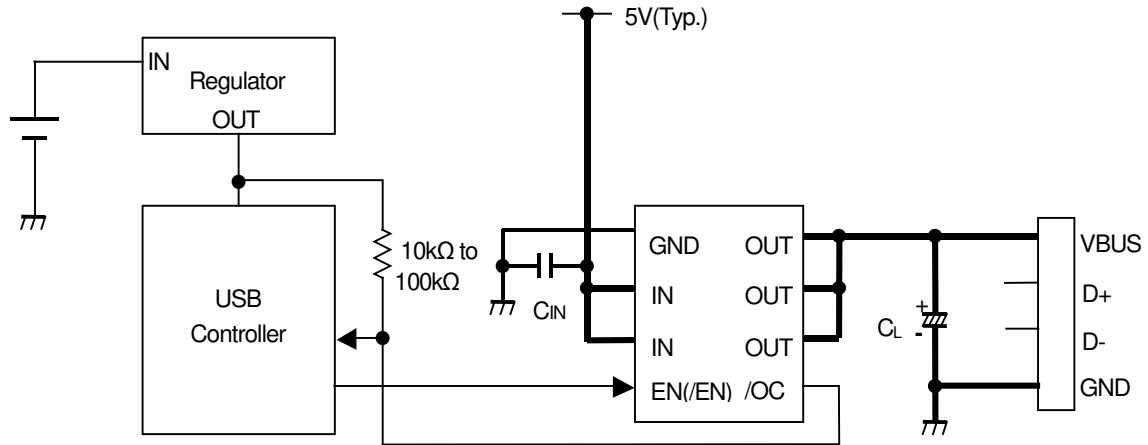 5V(Typ.)
IN
Regulator
OUT
10kΩ to
100kΩ
USB
Controller
CIN
GND OUT
IN OUT
IN OUT
EN(/EN) /OC
+
CL
-
VBUS
D+
D-
GND